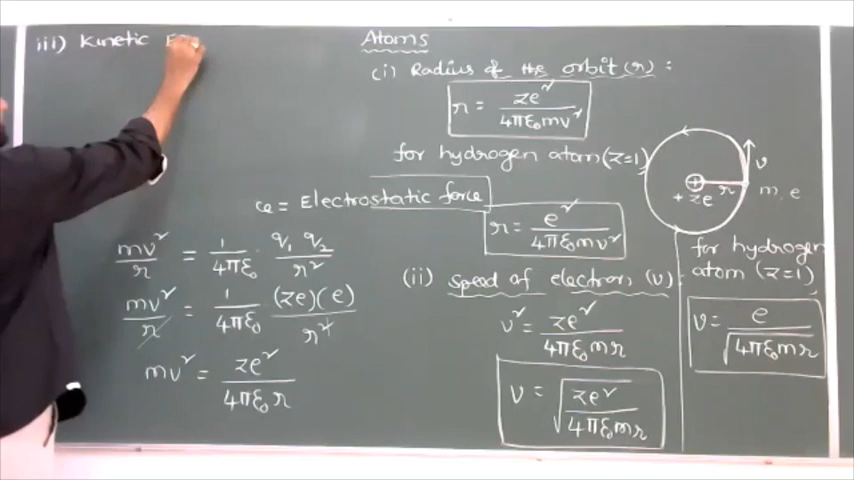 iii) Kinetic
Atoms
(i) Radius of the orbit (r) :
r = ze² / 4πε₀mv²
for hydrogen atom (z=1)
r = e² / 4πε₀mv²
+ ze
r
v
m, e
ce = Electrostatic force
mv² / r = 1 / 4πε₀ · q₁ q₂ / r²
mv² / r = 1 / 4πε₀ (ze)(e) / r²
mv² = ze² / 4πε₀ r
(ii) Speed of electron (v) :
v² = ze² / 4πε₀mr
v = √(ze² / 4πε₀mr)
for hydrogen
atom (z=1)
v = e / √(4πε₀mr)